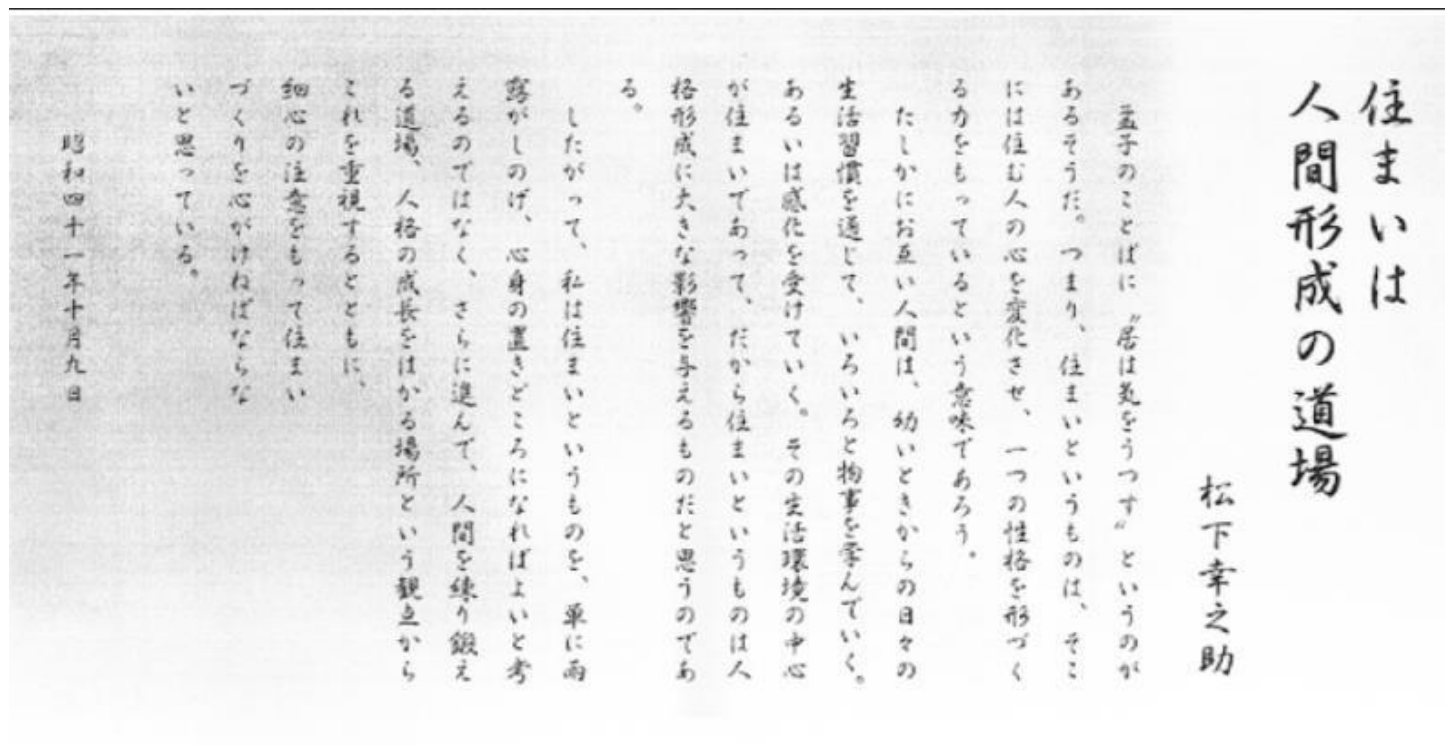 住まいは
人間形成の道場
松下幸之助
孟子のことばに〝居は気をうつす〟というのが
あるそうだ。つまり、住まいというものは、そこ
には住む人の心を変化させ、一つの性格を形づく
る力をもっているという意味であろう。
たしかにお互い人間は、幼いときからの日々の
生活習慣を通じて、いろいろと物事を学んでいく。
あるいは感化を受けていく。その生活環境の中心
が住まいであって、だから住まいというものは人
格形成に大きな影響を与えるものだと思うのであ
る。
したがって、私は住まいというものを、単に雨
露がしのげ、心身の置きどころになればよいと考
えるのではなく、さらに進んで、人間を練り鍛え
る道場、人格の成長をはかる場所という観点から
これを重視するとともに、
細心の注意をもって住まい
づくりを心がけねばならな
いと思っている。
昭和四十一年十月九日